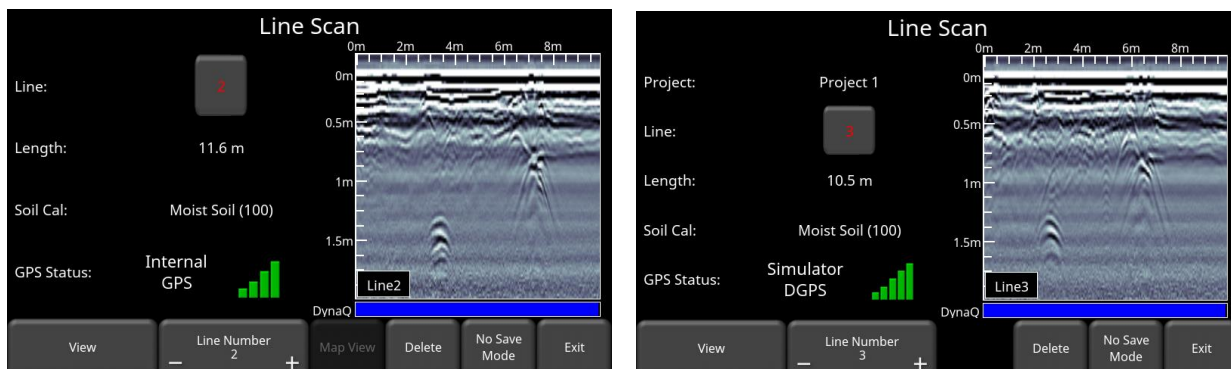 Line Scan
0m 2m 4m 6m 8m
Line: 2
0m
0.5m
Length: 11.6 m
1m
Soil Cal: Moist Soil (100)
1.5m
GPS Status: Internal GPS
Line2
DynaQ
View
Line Number
2
− +
Map View
Delete
No Save
Mode
Exit
Line Scan
0m 2m 4m 6m 8m
Project: Project 1
0m
Line: 3
0.5m
Length: 10.5 m
1m
Soil Cal: Moist Soil (100)
1.5m
GPS Status: Simulator DGPS
Line3
DynaQ
View
Line Number
3
− +
Delete
No Save
Mode
Exit